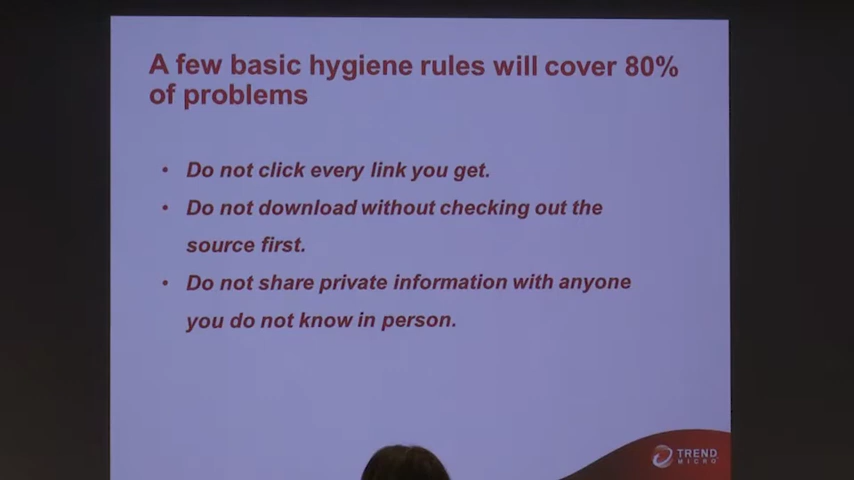 A few basic hygiene rules will cover 80%
of problems
• Do not click every link you get.
• Do not download without checking out the
source first.
• Do not share private information with anyone
you do not know in person.
TREND
MICRO